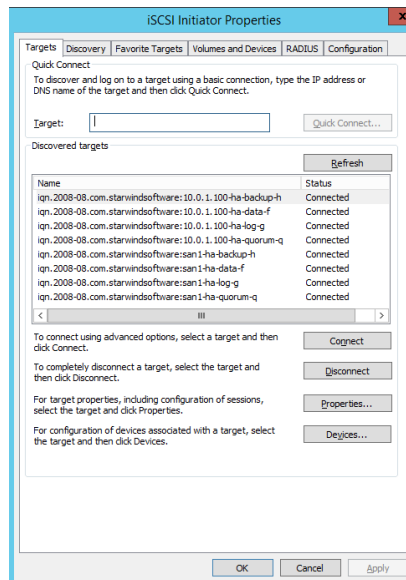 iSCSI Initiator Properties
x
Targets Discovery Favorite Targets Volumes and Devices RADIUS Configuration
Quick Connect
To discover and log on to a target using a basic connection, type the IP address or
DNS name of the target and then click Quick Connect.
Target: Quick Connect...
Discovered targets
Refresh
Name Status
iqn.2008-08.com.starwindsoftware:10.0.1.100-ha-backup-h Connected
iqn.2008-08.com.starwindsoftware:10.0.1.100-ha-data-f Connected
iqn.2008-08.com.starwindsoftware:10.0.1.100-ha-log-g Connected
iqn.2008-08.com.starwindsoftware:10.0.1.100-ha-quorum-q Connected
iqn.2008-08.com.starwindsoftware:san1-ha-backup-h Connected
iqn.2008-08.com.starwindsoftware:san1-ha-data-f Connected
iqn.2008-08.com.starwindsoftware:san1-ha-log-g Connected
iqn.2008-08.com.starwindsoftware:san1-ha-quorum-q Connected
To connect using advanced options, select a target and then
click Connect.
Connect
To completely disconnect a target, select the target and
then click Disconnect.
Disconnect
For target properties, including configuration of sessions,
select the target and click Properties.
Properties...
For configuration of devices associated with a target, select
the target and then click Devices.
Devices...
OK Cancel Apply